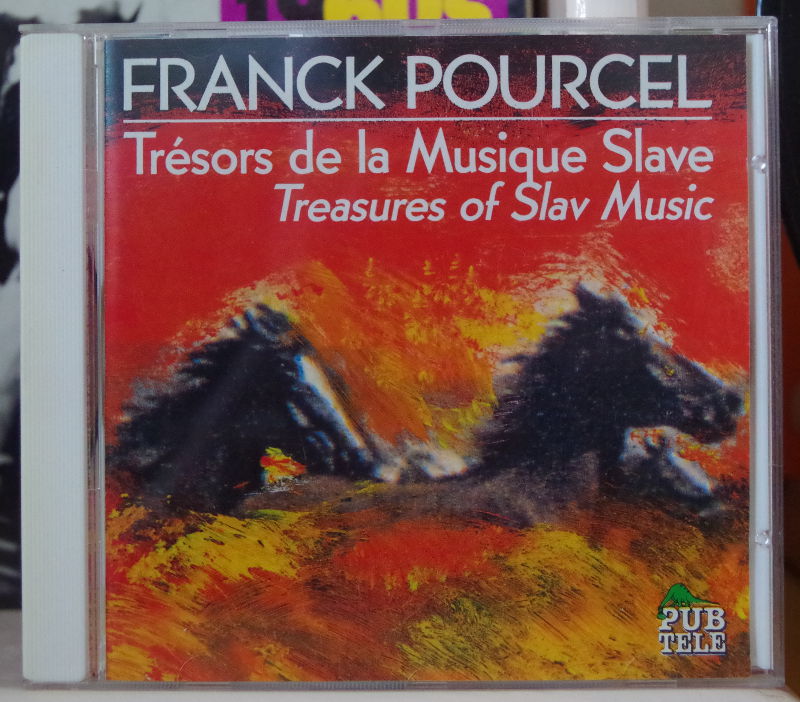 FRANCK POURCEL
Trésors de la Musique Slave
Treasures of Slav Music
PUB
TELE